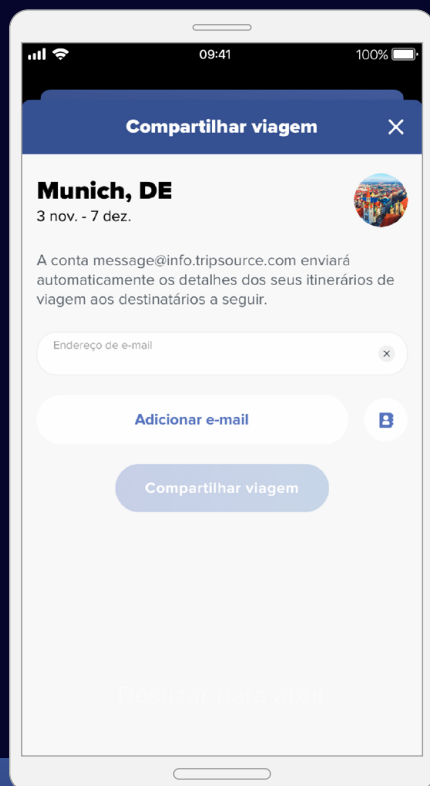 09:41
100%
Compartilhar viagem
Munich, DE
3 nov. - 7 dez.
A conta message@info.tripsource.com enviará
automaticamente os detalhes dos seus itinerários de
viagem aos destinatários a seguir.
Endereço de e-mail
Adicionar e-mail
Compartilhar viagem